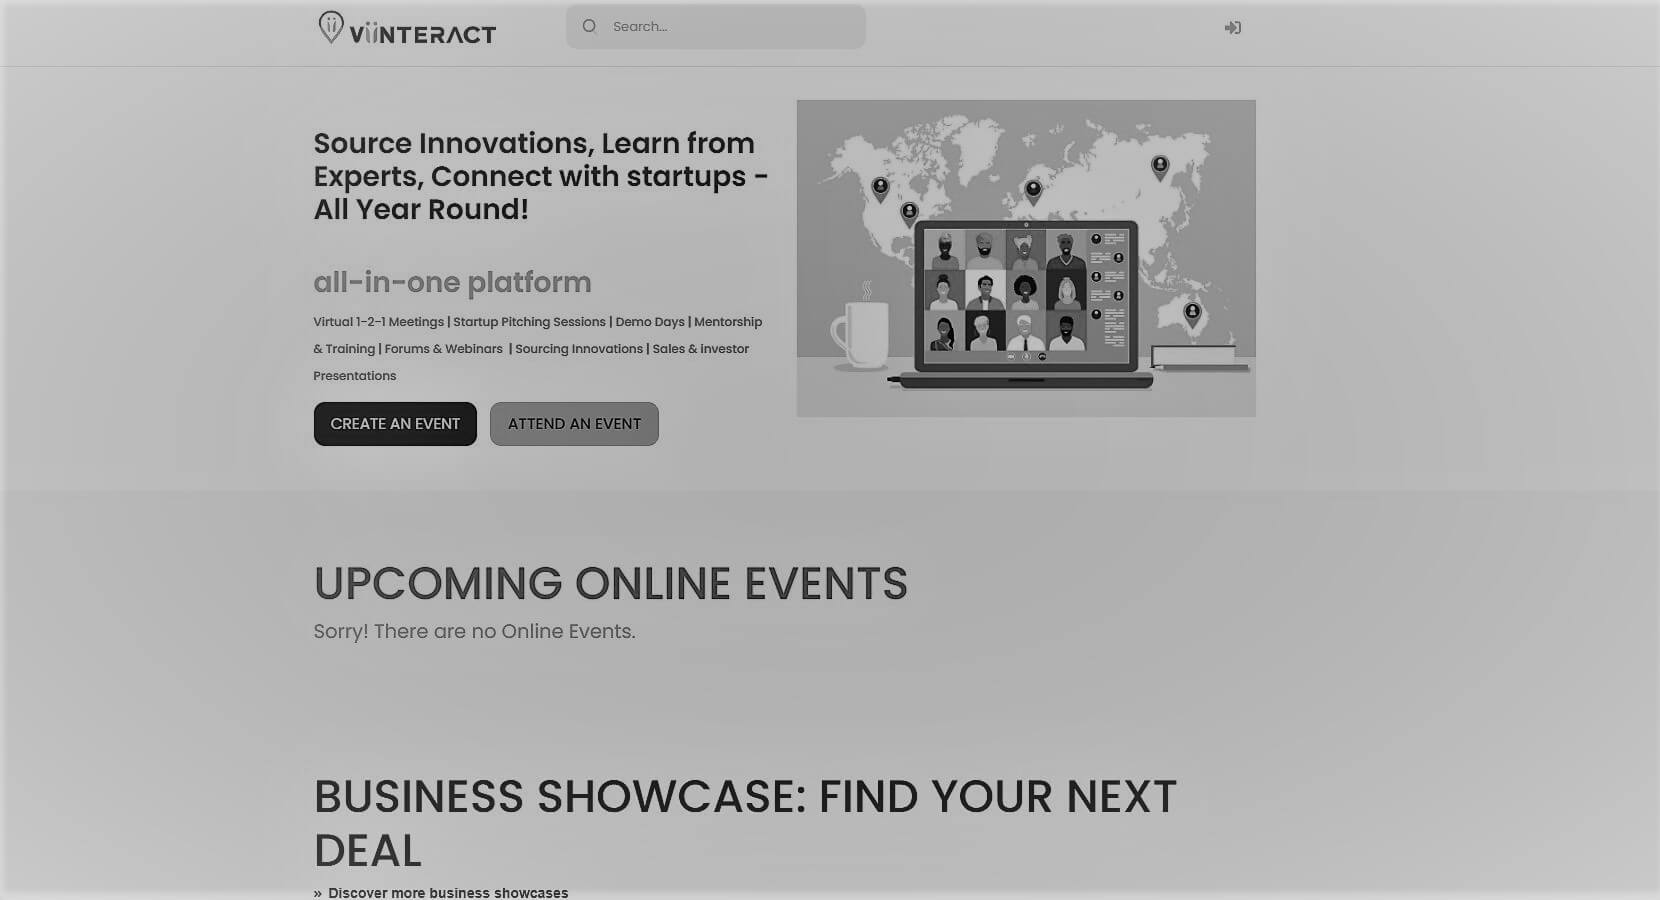 ViiNTERACT
Search...
Source Innovations, Learn from
Experts, Connect with startups -
All Year Round!
all-in-one platform
Virtual 1-2-1 Meetings | Startup Pitching Sessions | Demo Days | Mentorship
& Training | Forums & Webinars | Sourcing Innovations | Sales & investor
Presentations
CREATE AN EVENT
ATTEND AN EVENT
UPCOMING ONLINE EVENTS
Sorry! There are no Online Events.
BUSINESS SHOWCASE: FIND YOUR NEXT
DEAL
» Discover more business showcases